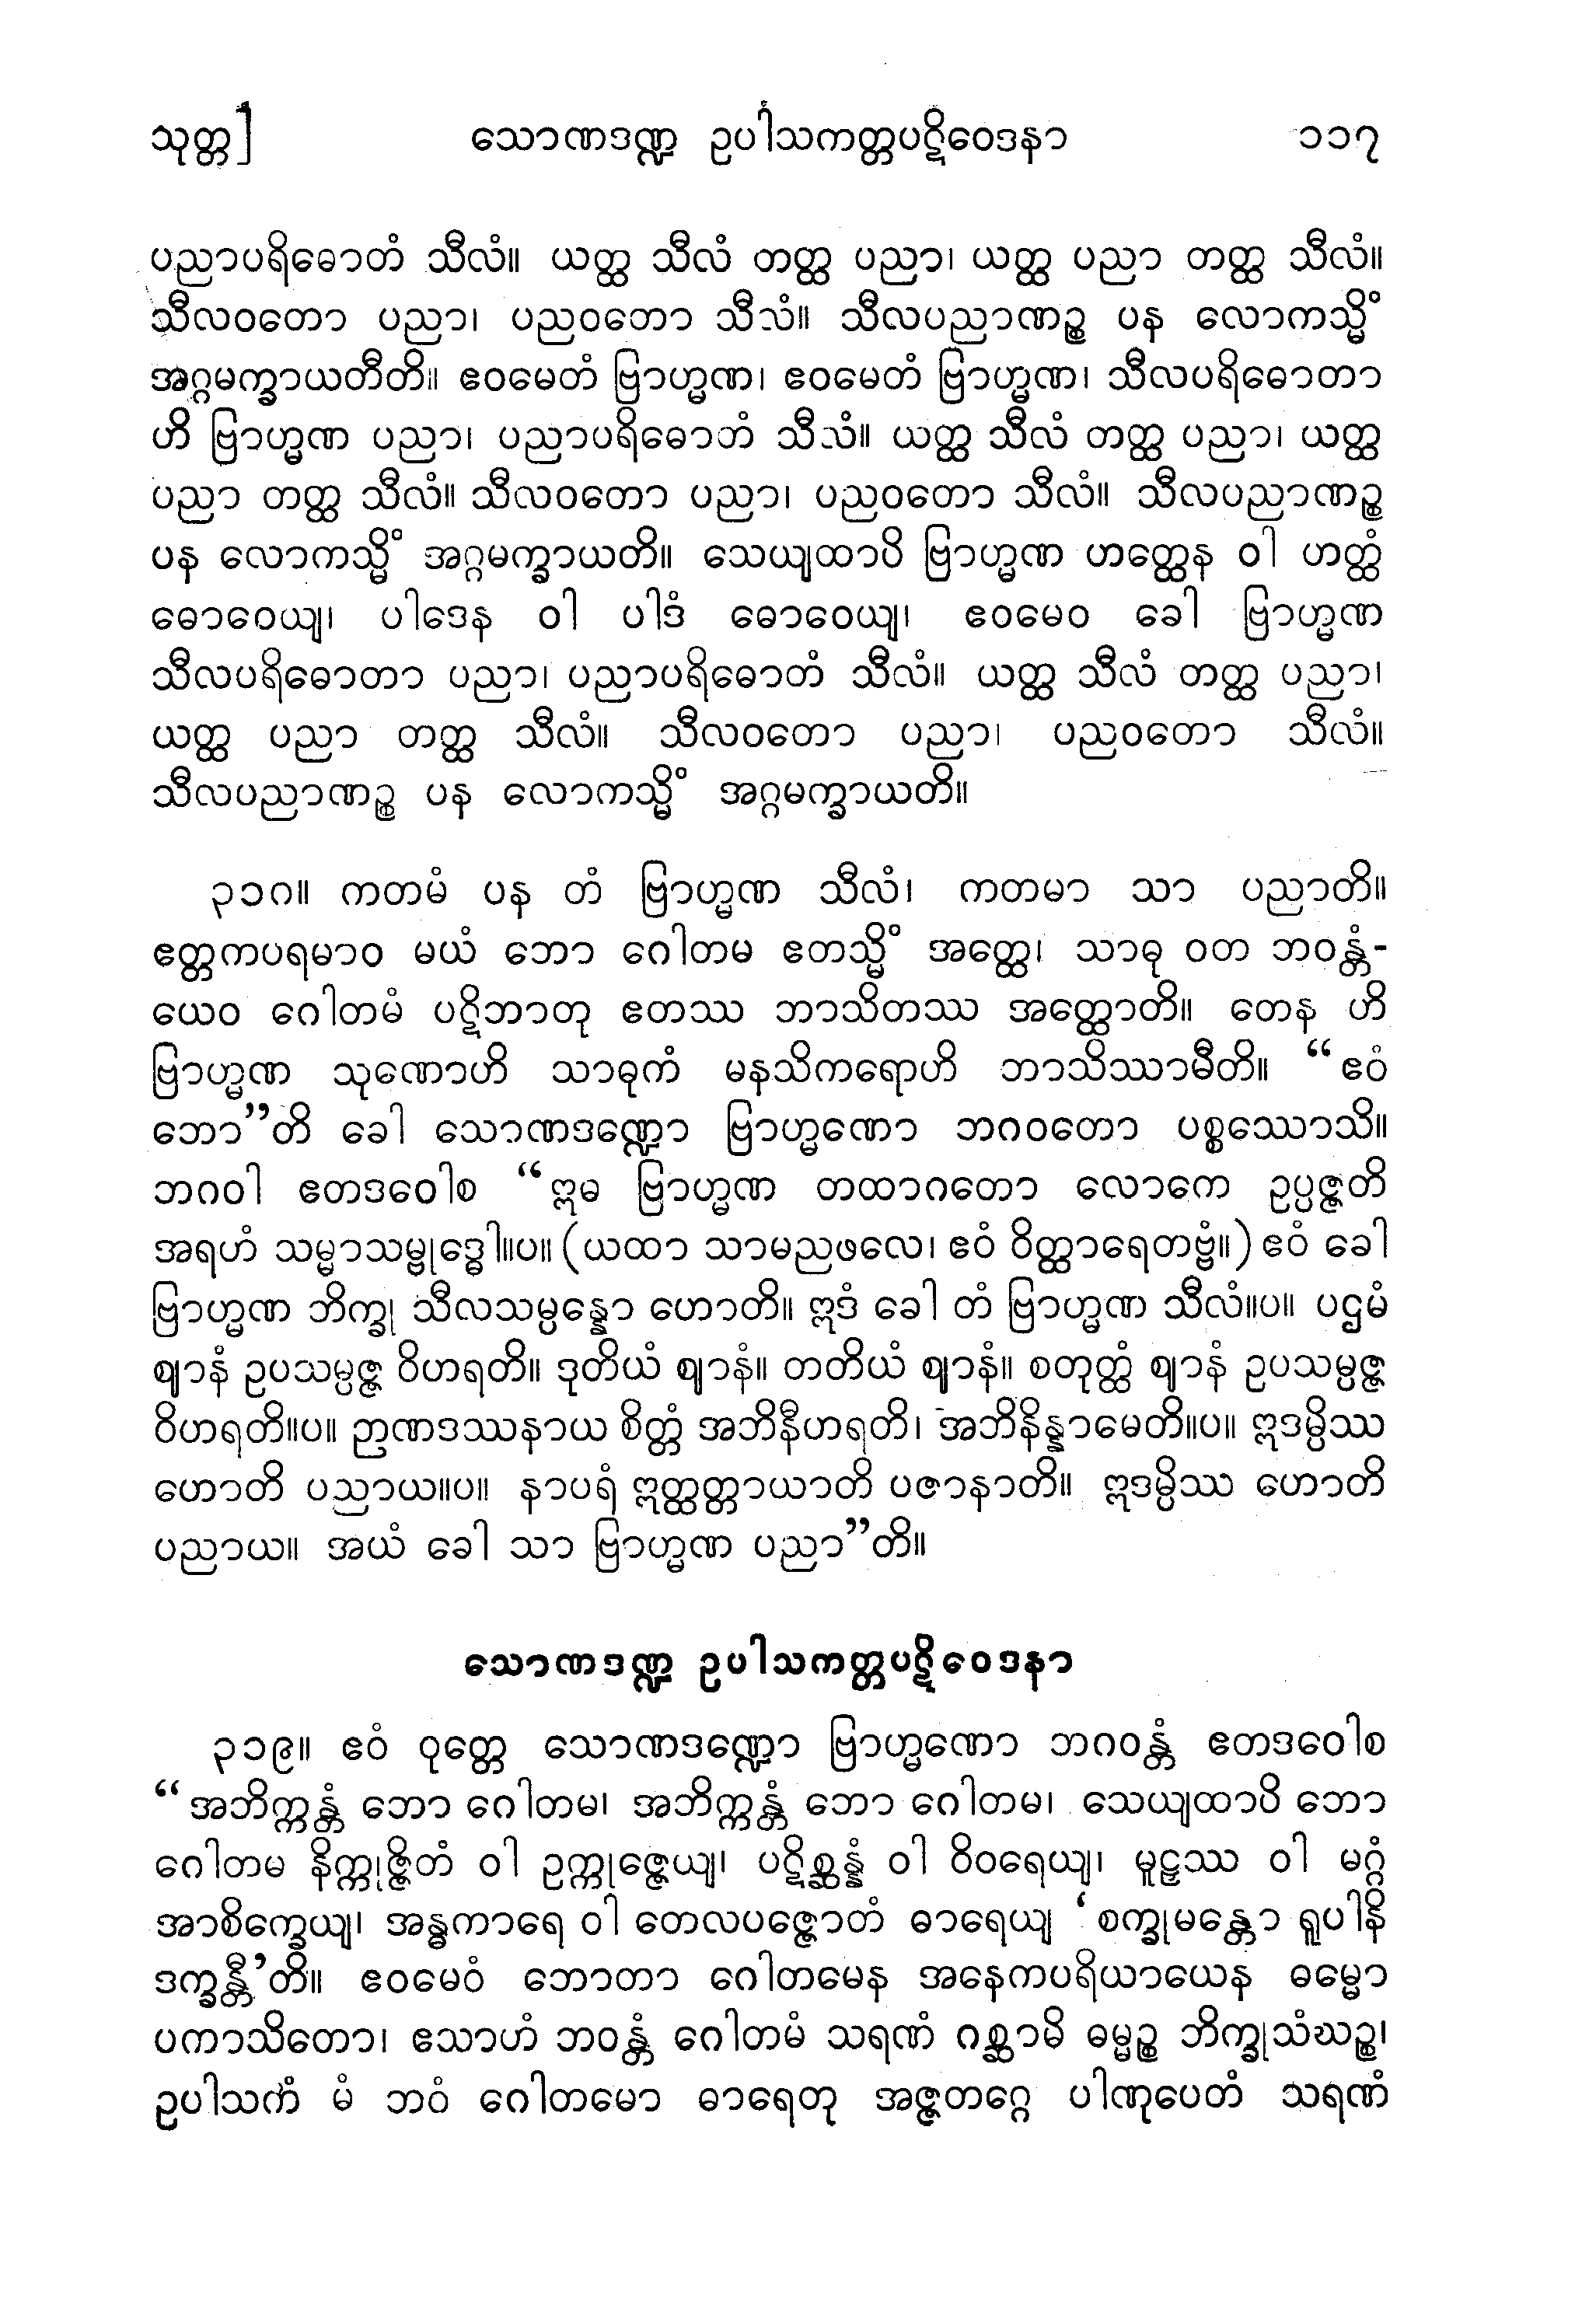 သုတ္တ] သောဏဒဏ္ဍ ဥပါသကတ္တပဋိဝေဒနာ ၁၁၇
ပညာပရိဓောတံ သီလံ။ ယတ္ထ သီလံ တတ္ထ ပညာ၊ ယတ္ထ ပညာ တတ္ထ သီလံ။
သီလဝတော ပညာ၊ ပညဝတော သီလံ။ သီလပညာဏဉ္စ ပန လောကသ္မိံ
အဂ္ဂမက္ခာယတီတိ။ ဧဝမေတံ ဗြာဟ္မဏ၊ ဧဝမေတံ ဗြာဟ္မဏ၊ သီလပရိဓောတာ
ဟိ ဗြာဟ္မဏ ပညာ၊ ပညာပရိဓောတံ သီလံ။ ယတ္ထ သီလံ တတ္ထ ပညာ၊ ယတ္ထ
ပညာ တတ္ထ သီလံ။ သီလဝတော ပညာ၊ ပညဝတော သီလံ။ သီလပညာဏဉ္စ
ပန လောကသ္မိံ အဂ္ဂမက္ခာယတိ။ သေယျထာပိ ဗြာဟ္မဏ ဟတ္ထေန ဝါ ဟတ္ထံ
ဓောဝေယျ၊ ပါဒေန ဝါ ပါဒံ ဓောဝေယျ၊ ဧဝမေဝ ခေါ ဗြာဟ္မဏ
သီလပရိဓောတာ ပညာ၊ ပညာပရိဓောတံ သီလံ။ ယတ္ထ သီလံ တတ္ထ ပညာ၊
ယတ္ထ ပညာ တတ္ထ သီလံ။ သီလဝတော ပညာ၊ ပညဝတော သီလံ။
သီလပညာဏဉ္စ ပန လောကသ္မိံ အဂ္ဂမက္ခာယတိ။
၃၁၈။ ကတမံ ပန တံ ဗြာဟ္မဏ သီလံ၊ ကတမာ သာ ပညာတိ။
ဧတ္တကပရမာဝ မယံ ဘော ဂေါတမ ဧတသ္မိံ အတ္ထေ၊ သာဓု ဝတ ဘဝန္တံ-
ယေဝ ဂေါတမံ ပဋိဘာတု ဧတဿ ဘာသိတဿ အတ္ထောတိ။ တေန ဟိ
ဗြာဟ္မဏ သုဏောဟိ သာဓုကံ မနသိကရောဟိ ဘာသိဿာမီတိ။ “ဧဝံ
ဘော”တိ ခေါ သောဏဒဏ္ဍော ဗြာဟ္မဏော ဘဂဝတော ပစ္စဿောသိ။
ဘဂဝါ ဧတဒဝေါစ “ဣဓ ဗြာဟ္မဏ တထာဂတော လောကေ ဥပ္ပဇ္ဇတိ
အရဟံ သမ္မာသမ္ဗုဒ္ဓေါ။ပ။ (ယထာ သာမညဖလေ၊ ဧဝံ ဝိတ္ထာရေတဗ္ဗံ။) ဧဝံ ခေါ
ဗြာဟ္မဏ ဘိက္ခု သီလသမ္ပန္နော ဟောတိ။ ဣဒံ ခေါ တံ ဗြာဟ္မဏ သီလံ။ပ။ ပဌမံ
ဈာနံ ဥပသမ္ပဇ္ဇ ဝိဟရတိ။ ဒုတိယံ ဈာနံ။ တတိယံ ဈာနံ။ စတုတ္ထံ ဈာနံ ဥပသမ္ပဇ္ဇ
ဝိဟရတိ။ပ။ ဉာဏဒဿနာယ စိတ္တံ အဘိနီဟရတိ၊ အဘိနိန္နာမေတိ။ပ။ ဣဒမ္ပိဿ
ဟောတိ ပညာယ။ပ။ နာပရံ ဣတ္ထတ္တာယာတိ ပဇာနာတိ။ ဣဒမ္ပိဿ ဟောတိ
ပညာယ။ အယံ ခေါ သာ ဗြာဟ္မဏ ပညာ”တိ။
သောဏဒဏ္ဍ ဥပါသကတ္တပဋိဝေဒနာ
၃၁၉။ ဧဝံ ဝုတ္တေ သောဏဒဏ္ဍော ဗြာဟ္မဏော ဘဂဝန္တံ ဧတဒဝေါစ
“အဘိက္ကန္တံ ဘော ဂေါတမ၊ အဘိက္ကန္တံ ဘော ဂေါတမ၊ သေယျထာပိ ဘော
ဂေါတမ နိက္ကုဇ္ဇိတံ ဝါ ဥက္ကုဇ္ဇေယျ၊ ပဋိစ္ဆန္နံ ဝါ ဝိဝရေယျ၊ မူဠှဿ ဝါ မဂ္ဂံ
အာစိက္ခေယျ၊ အန္ဓကာရေ ဝါ တေလပဇ္ဇောတံ ဓာရေယျ ‘စက္ခုမန္တော ရူပါနိ
ဒက္ခန္တီ’တိ။ ဧဝမေဝံ ဘောတာ ဂေါတမေန အနေကပရိယာယေန ဓမ္မော
ပကာသိတော၊ ဧသာဟံ ဘဝန္တံ ဂေါတမံ သရဏံ ဂစ္ဆာမိ ဓမ္မဉ္စ ဘိက္ခုသံဃဉ္စ၊
ဥပါသကံ မံ ဘဝံ ဂေါတမော ဓာရေတု အဇ္ဇတဂ္ဂေ ပါဏုပေတံ သရဏံ